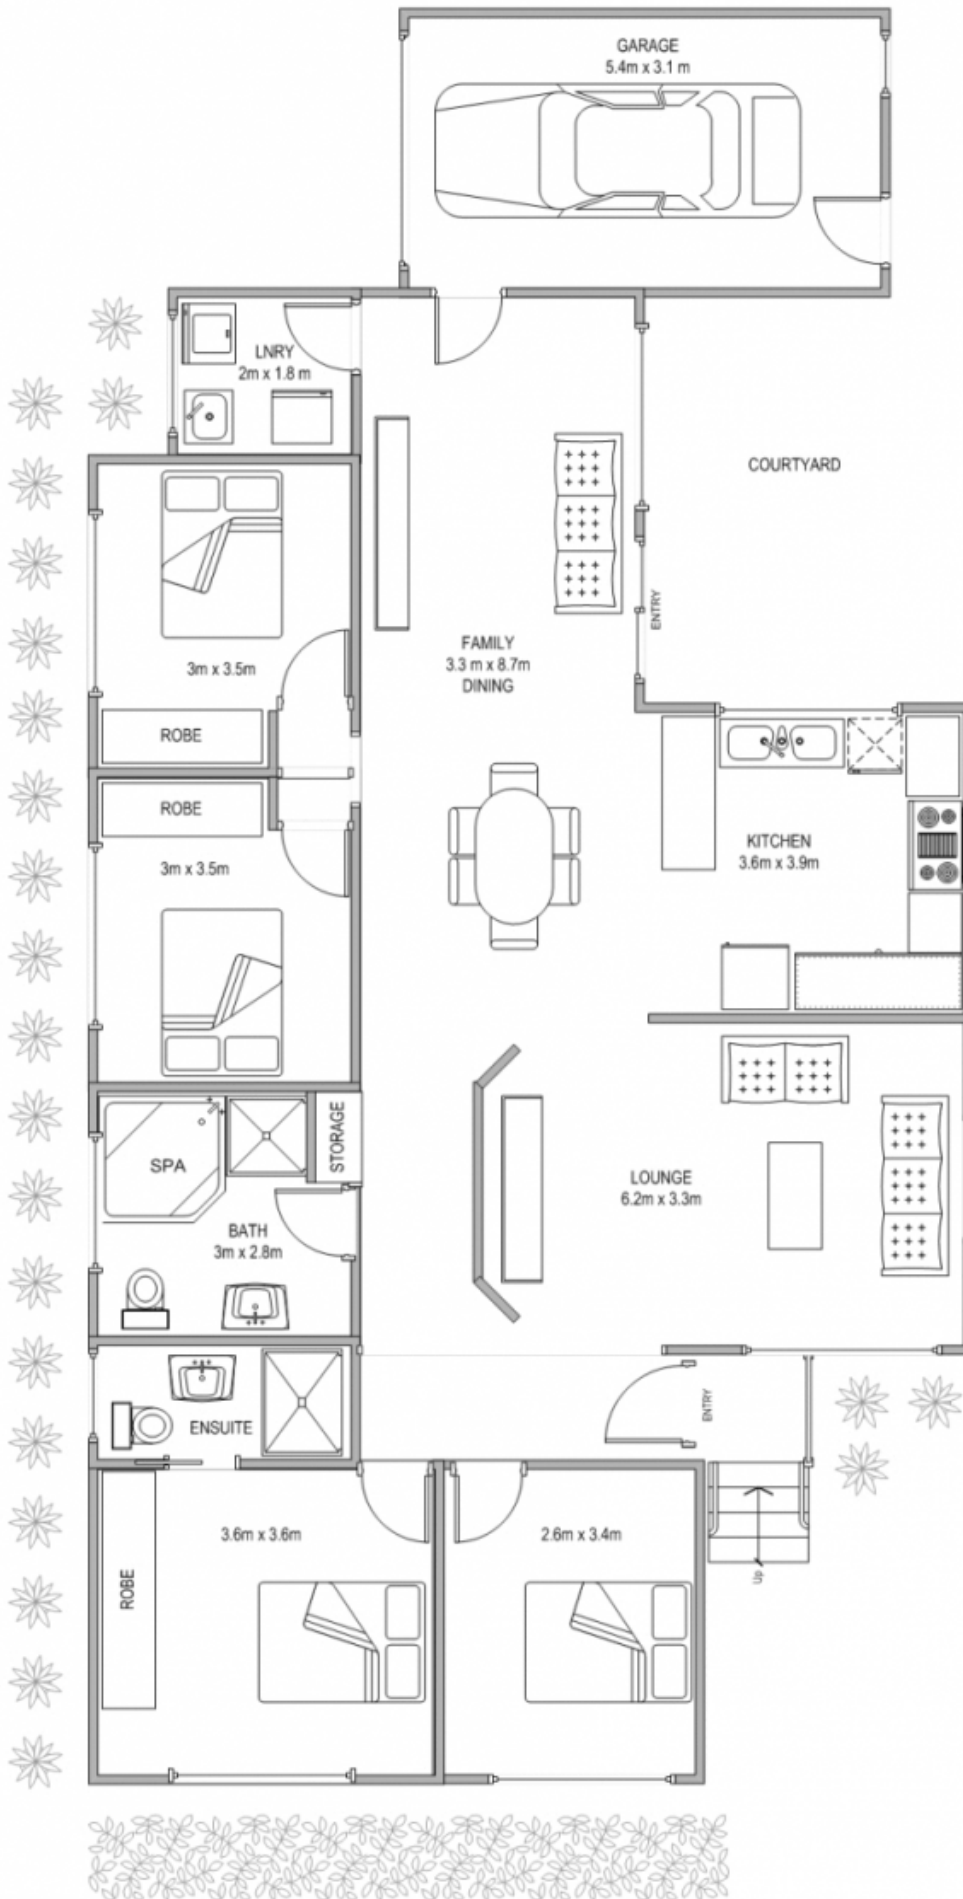 GARAGE
5.4m x 3.1 m
LNRY
2m x 1.8 m
COURTYARD
ENTRY
FAMILY
3.3 m x 8.7m
DINING
3m x 3.5m
ROBE
ROBE
3m x 3.5m
KITCHEN
3.6m x 3.9m
STORAGE
SPA
BATH
3m x 2.8m
LOUNGE
6.2m x 3.3m
ENTRY
ENSUITE
3.6m x 3.6m
2.6m x 3.4m
ROBE
Up